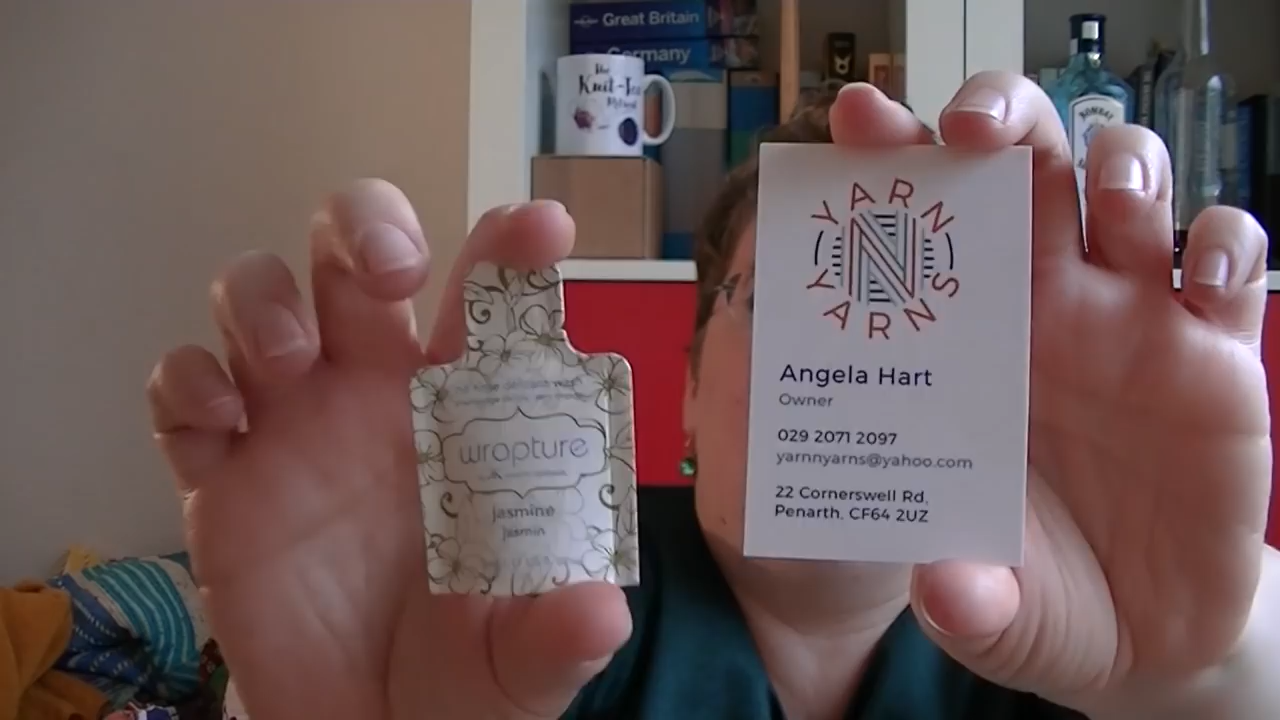 Great Britain
Germany
The
Knit-Tea
BOMBAY
wrapture
jasmine
jasmin
YARN
N
YARNS
Angela Hart
Owner
029 2071 2097
yarnnyarns@yahoo.com
22 Cornerswell Rd,
Penarth, CF64 2UZ